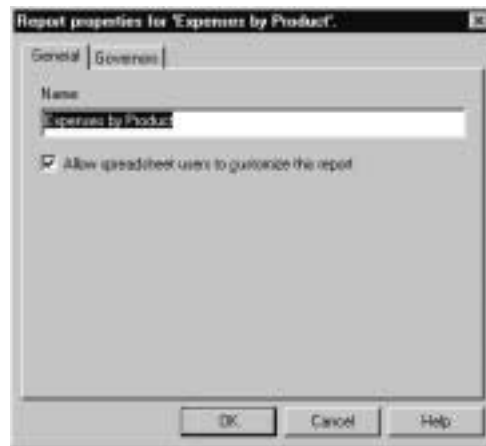 Report properties for 'Expenses by Product'.
General Governors
Name
Expenses by Product
Allow spreadsheet users to customize this report
OK Cancel Help